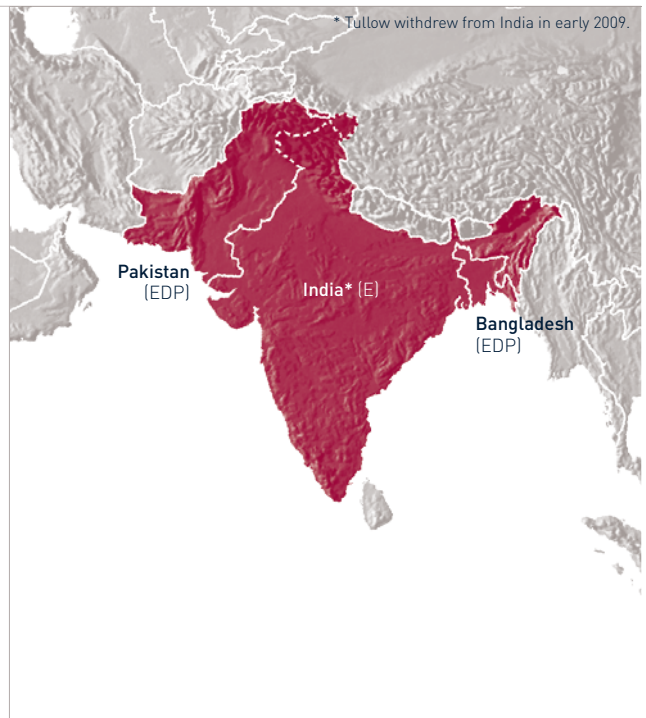 * Tullow withdrew from India in early 2009.
Pakistan
(EDP)
India* (E)
Bangladesh
(EDP)